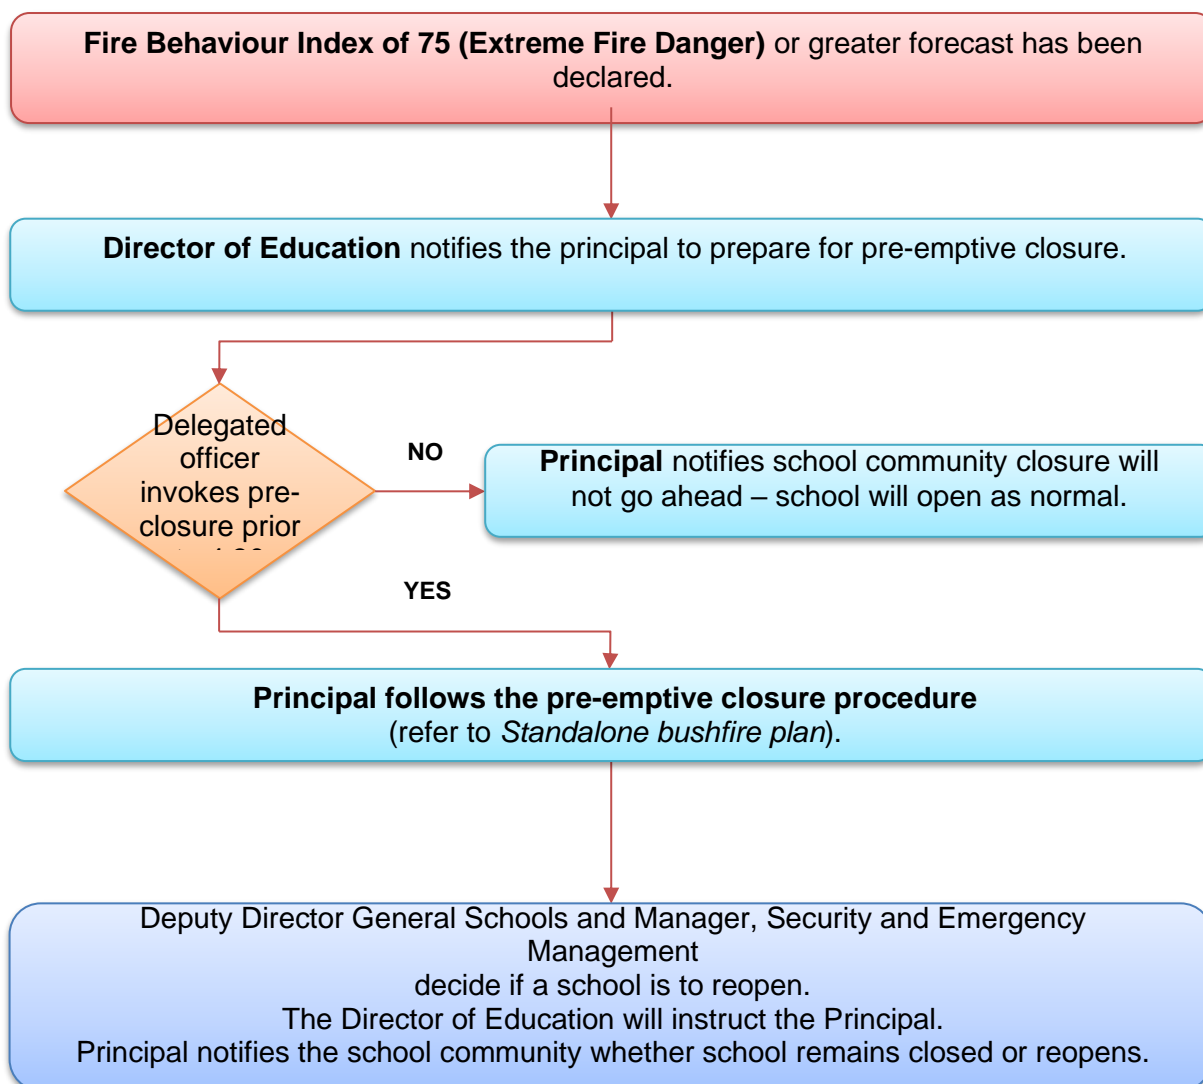 Fire Behaviour Index of 75 (Extreme Fire Danger) or greater forecast has been
declared.
Director of Education notifies the principal to prepare for pre-emptive closure.
Delegated
officer
invokes pre-
closure prior
NO
Principal notifies school community closure will
not go ahead – school will open as normal.
YES
Principal follows the pre-emptive closure procedure
(refer to Standalone bushfire plan).
Deputy Director General Schools and Manager, Security and Emergency
Management
decide if a school is to reopen.
The Director of Education will instruct the Principal.
Principal notifies the school community whether school remains closed or reopens.